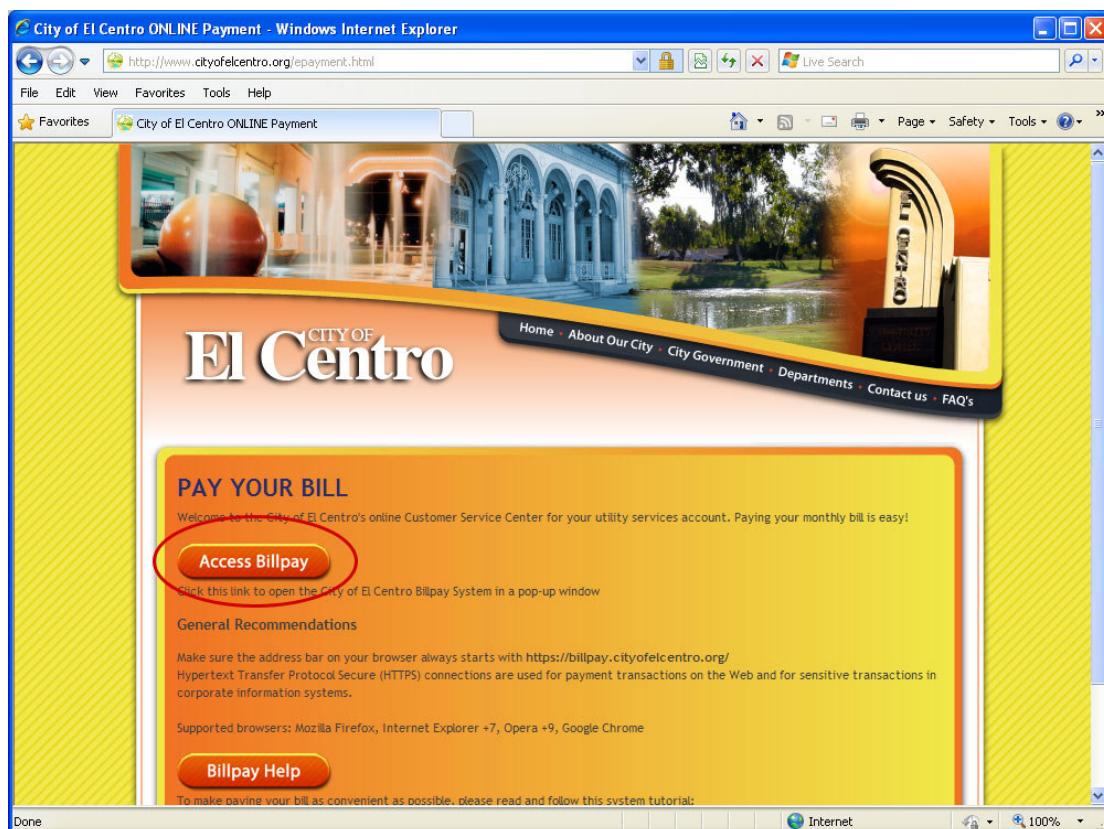 City of El Centro ONLINE Payment - Windows Internet Explorer
http://www.cityofelcentro.org/epayment.html
Live Search
File Edit View Favorites Tools Help
Favorites
City of El Centro ONLINE Payment
Page Safety Tools
EL CENTRO
CITY OF
El Centro
Home • About Our City • City Government • Departments • Contact us • FAQ's
PAY YOUR BILL
Welcome to the City of El Centro's online Customer Service Center for your utility services account. Paying your monthly bill is easy!
Access Billpay
Click this link to open the City of El Centro Billpay System in a pop-up window
General Recommendations
Make sure the address bar on your browser always starts with https://billpay.cityofelcentro.org/
Hypertext Transfer Protocol Secure (HTTPS) connections are used for payment transactions on the Web and for sensitive transactions in
corporate information systems.
Supported browsers: Mozilla Firefox, Internet Explorer +7, Opera +9, Google Chrome
Billpay Help
To make paying your bill as convenient as possible, please read and follow this system tutorial:
Done
Internet
100%